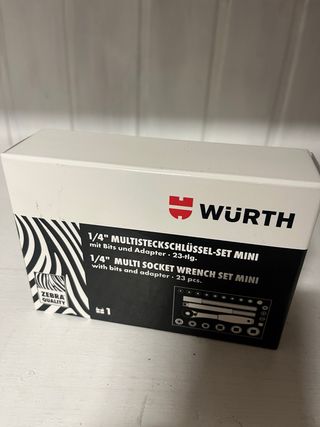 WÜRTH
1/4" MULTISTECKSCHLÜSSEL-SET MINI
mit Bits und Adapter · 23-tlg.
1/4" MULTI SOCKET WRENCH SET MINI
with bits and adapter · 23 pcs.
ZEBRA
QUALITY
1